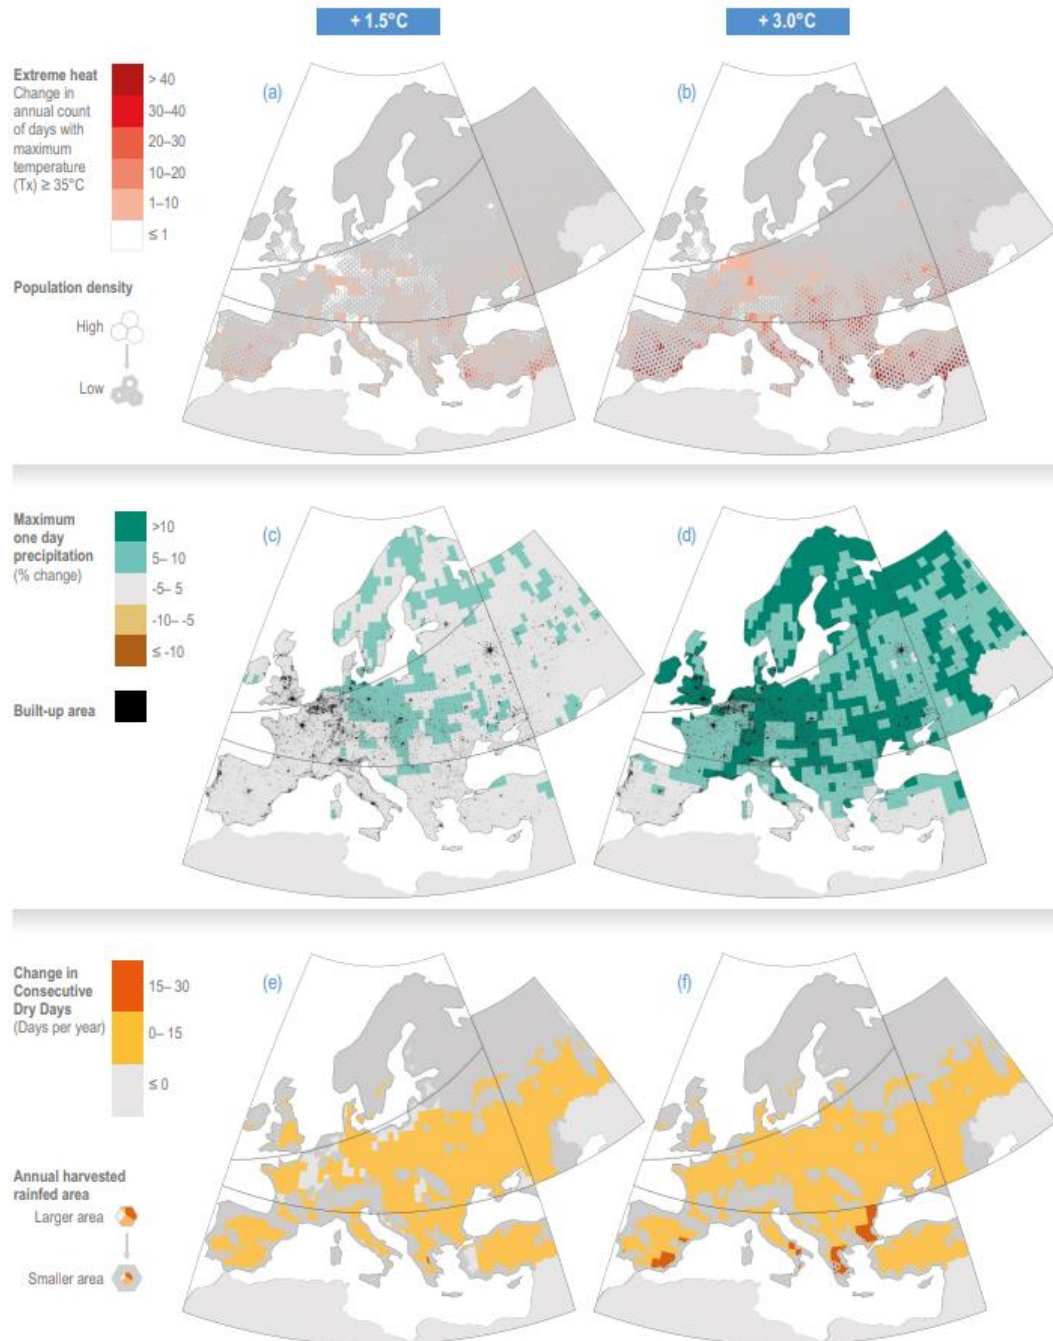 + 1.5°C
+ 3.0°C
Extreme heat
Change in
annual count
of days with
maximum
temperature
(Tx) ≥ 35°C
> 40
30–40
20–30
10–20
1–10
≤ 1
Population density
High
Low
(a)
(b)
Maximum
one day
precipitation
(% change)
>10
5– 10
-5– 5
-10– -5
≤ -10
Built-up area
(c)
(d)
Change in
Consecutive
Dry Days
(Days per year)
15– 30
0– 15
≤ 0
Annual harvested
rainfed area
Larger area
Smaller area
(e)
(f)